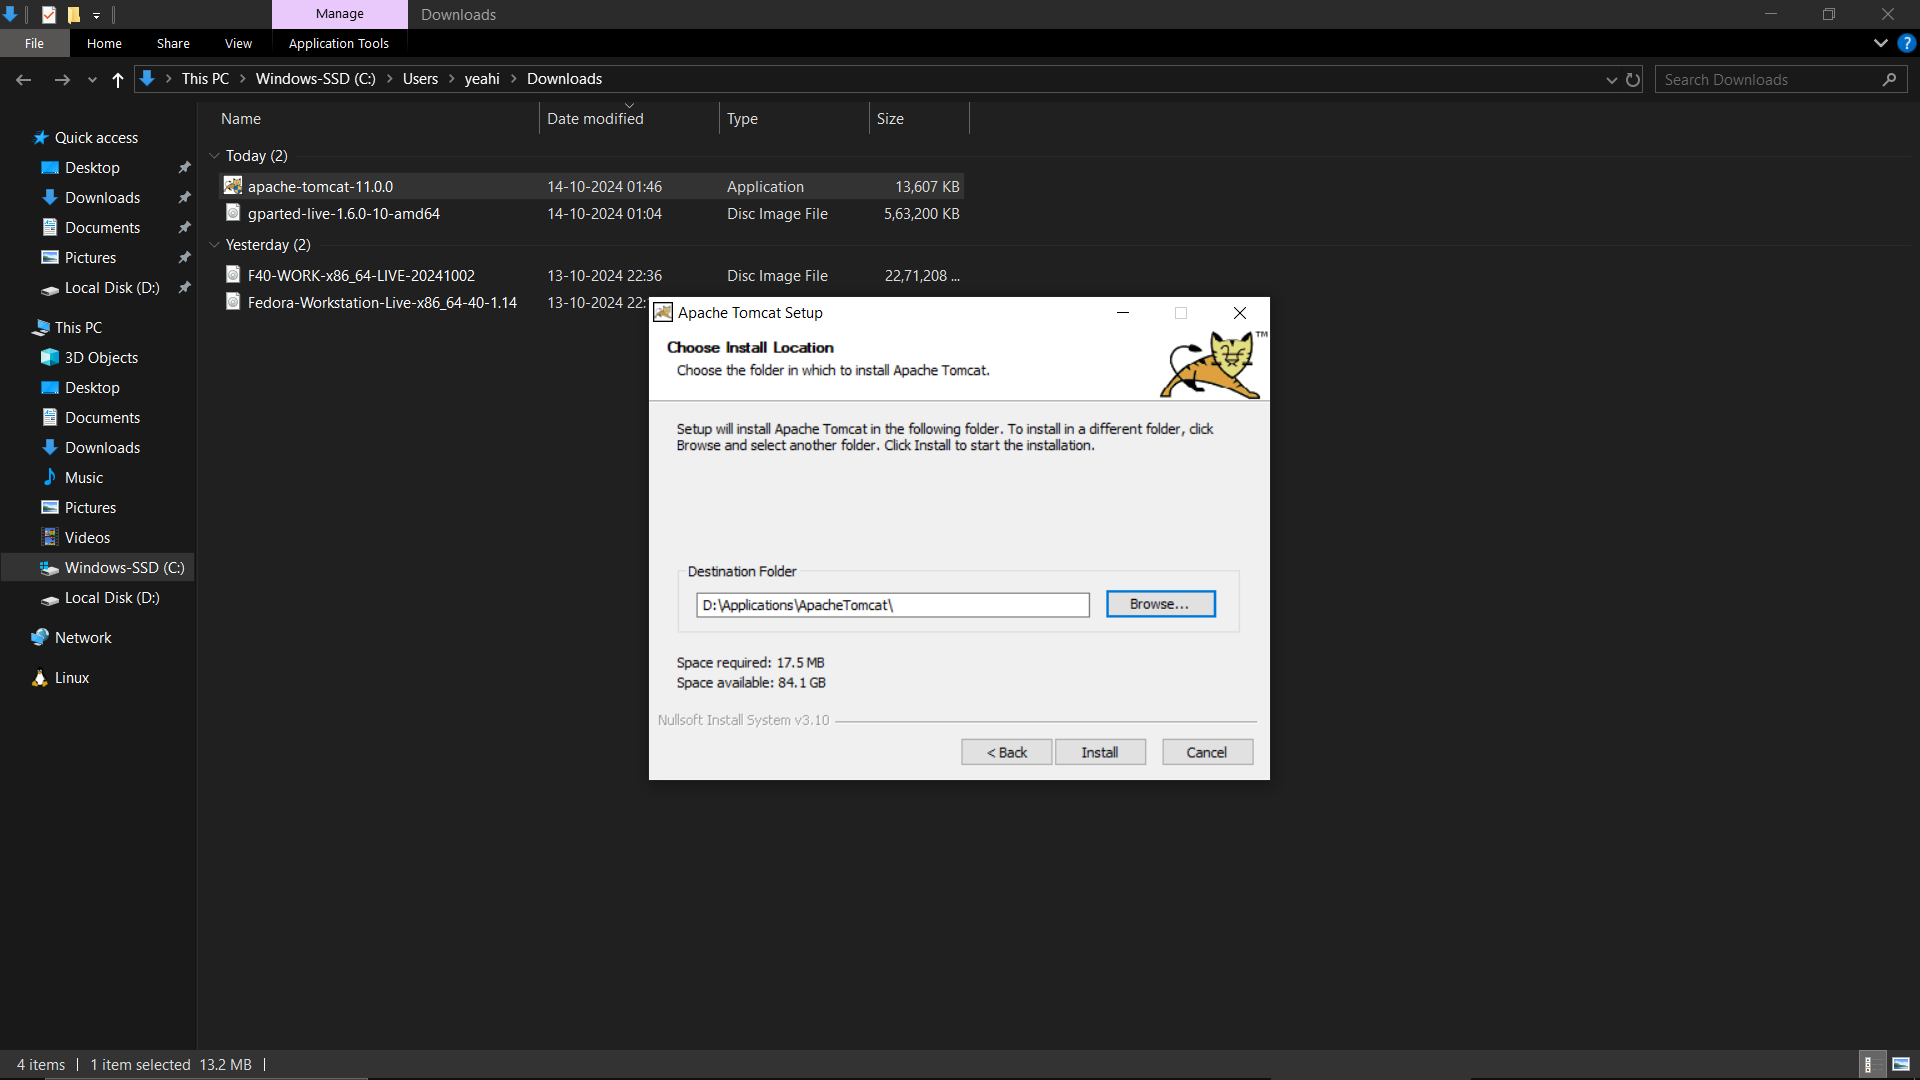 Manage
Downloads
File
Home
Share
View
Application Tools
This PC > Windows-SSD (C:) > Users > yeahi > Downloads
Search Downloads
Name
Date modified
Type
Size
Today (2)
apache-tomcat-11.0.0 14-10-2024 01:46 Application 13,607 KB
gparted-live-1.6.0-10-amd64 14-10-2024 01:04 Disc Image File 5,63,200 KB
Yesterday (2)
F40-WORK-x86_64-LIVE-20241002 13-10-2024 22:36 Disc Image File 22,71,208 ...
Fedora-Workstation-Live-x86_64-40-1.14 13-10-2024 22:
Quick access
Desktop
Downloads
Documents
Pictures
Local Disk (D:)
This PC
3D Objects
Desktop
Documents
Downloads
Music
Pictures
Videos
Windows-SSD (C:)
Local Disk (D:)
Network
Linux
Apache Tomcat Setup
Choose Install Location
Choose the folder in which to install Apache Tomcat.
TM
Setup will install Apache Tomcat in the following folder. To install in a different folder, click
Browse and select another folder. Click Install to start the installation.
Destination Folder
D:\Applications\ApacheTomcat\
Browse...
Space required: 17.5 MB
Space available: 84.1 GB
Nullsoft Install System v3.10
< Back
Install
Cancel
4 items
1 item selected 13.2 MB